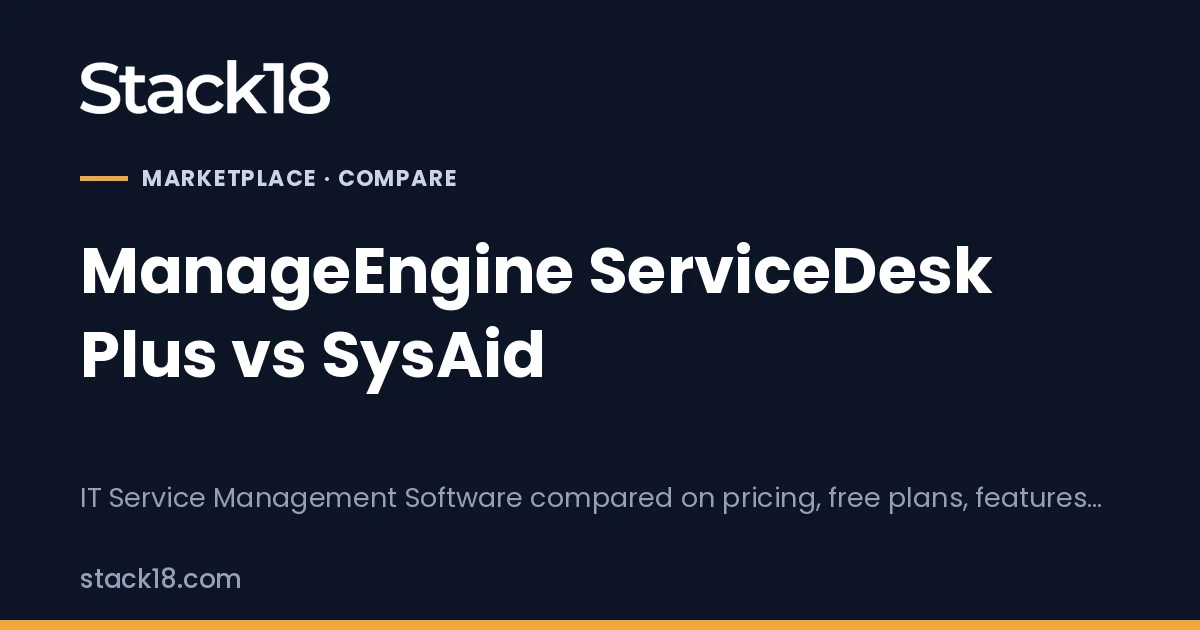 Stack18
MARKETPLACE · COMPARE
ManageEngine ServiceDesk
Plus vs SysAid
IT Service Management Software compared on pricing, free plans, features…
stack18.com